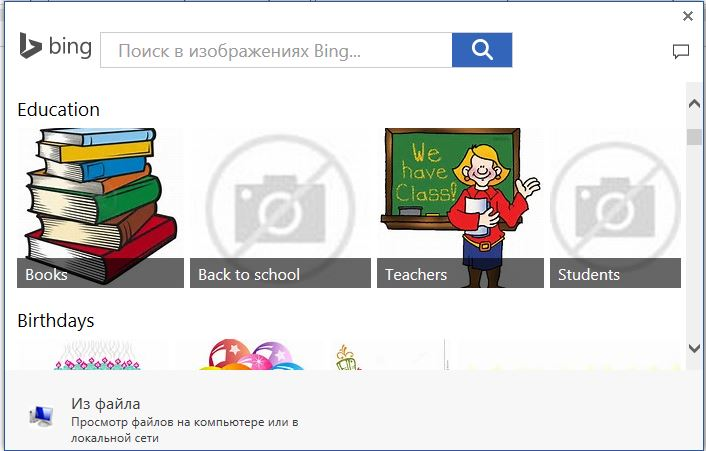 bing
Поиск в изображениях Bing...
Education
We
have
Class!
Books
Back to school
Teachers
Students
Birthdays
Из файла
Просмотр файлов на компьютере или в
локальной сети